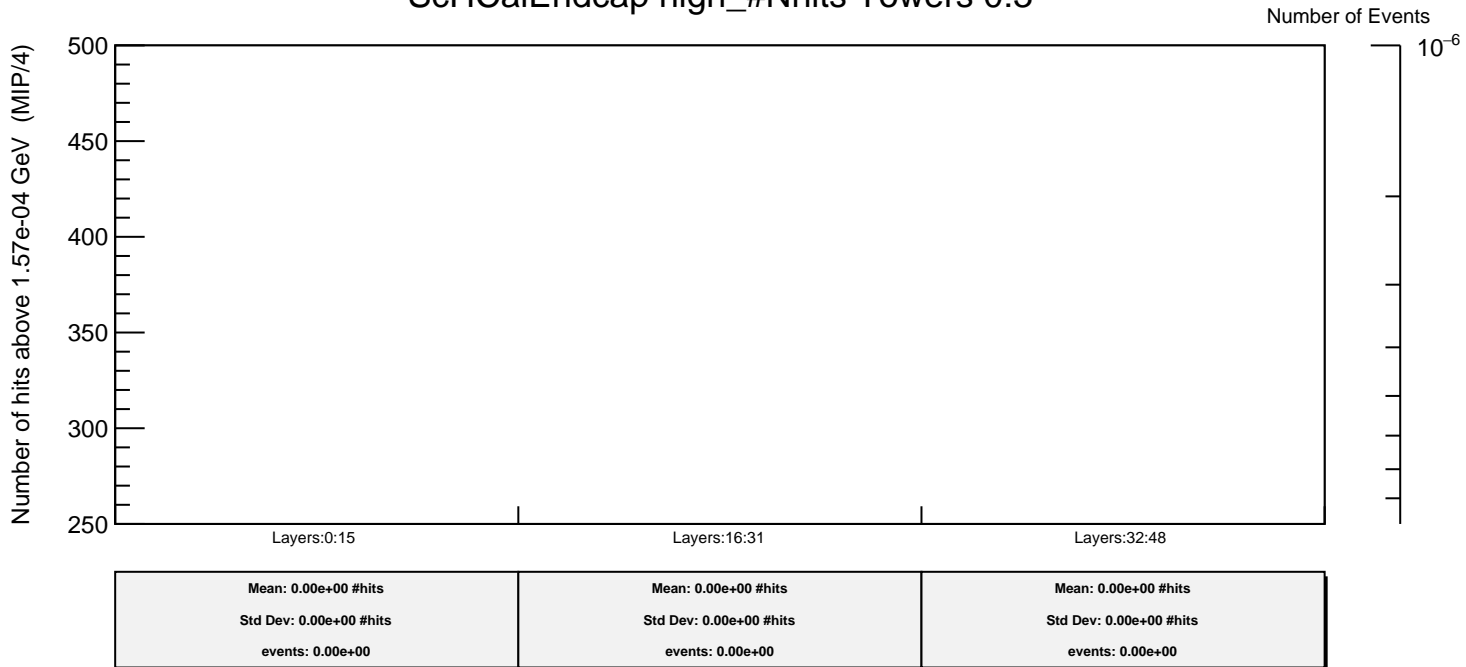 ScHCalEndcap high_#Nhits Towers 0.5
Number of Events
Number of hits above 1.57e-04 GeV (MIP/4)
500
450
400
350
300
250
10⁻⁶
Layers:0:15
Layers:16:31
Layers:32:48
Mean: 0.00e+00 #hits
Std Dev: 0.00e+00 #hits
events: 0.00e+00
Mean: 0.00e+00 #hits
Std Dev: 0.00e+00 #hits
events: 0.00e+00
Mean: 0.00e+00 #hits
Std Dev: 0.00e+00 #hits
events: 0.00e+00